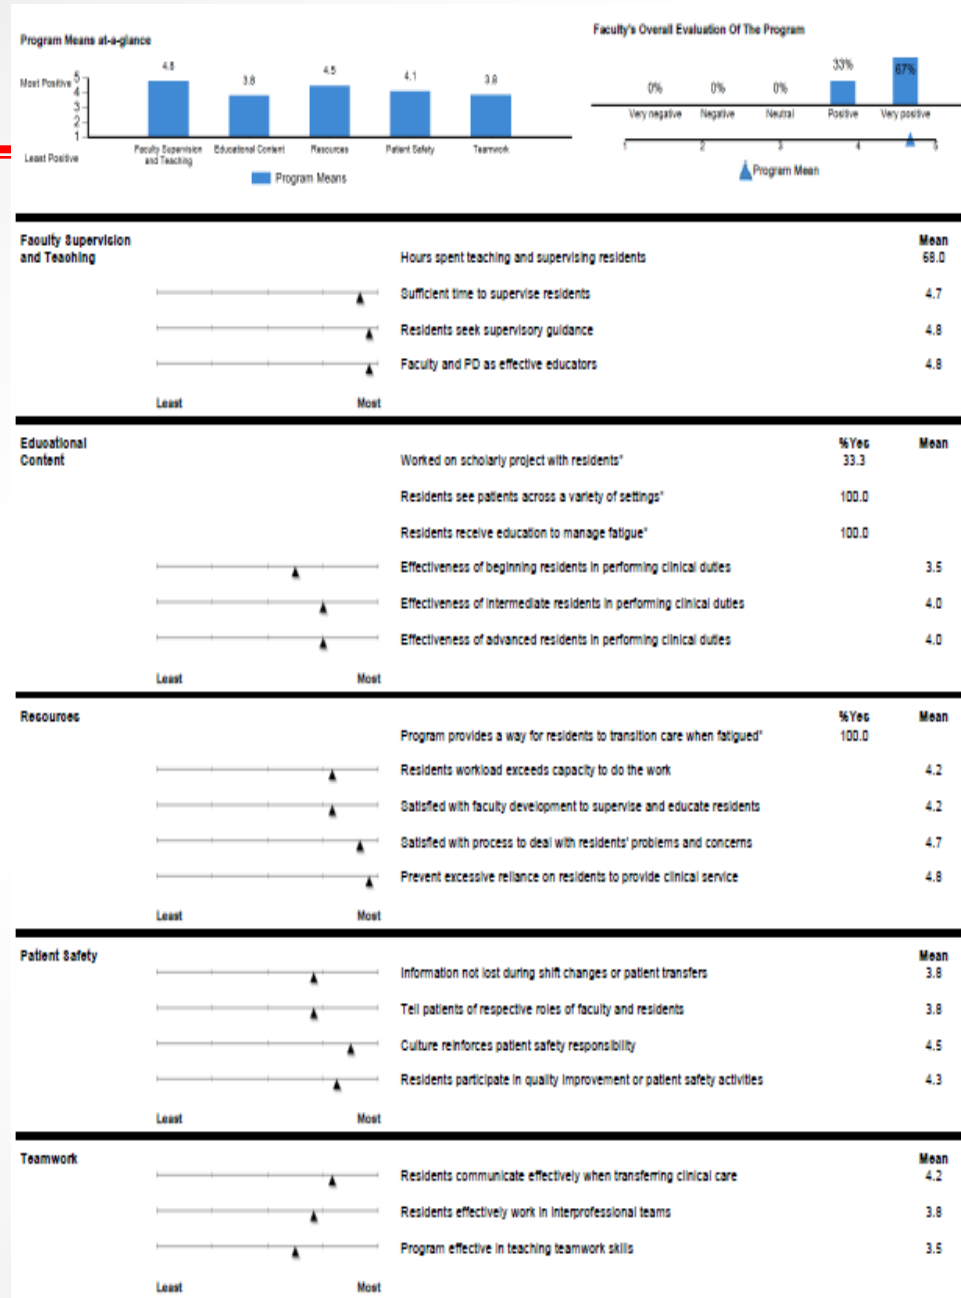 Program Means at-a-glance
Most Positive
5
4
3
2
1
Least Positive
4.8
3.8
4.5
4.1
3.8
Faculty Supervision and Teaching
Educational Content
Resources
Patient Safety
Teamwork
Program Means
Faculty's Overall Evaluation Of The Program
0%
0%
0%
33%
67%
Very negative
Negative
Neutral
Positive
Very positive
1 2 3 4 5
Program Mean
Faculty Supervision and Teaching
Mean
Hours spent teaching and supervising residents 68.0
Sufficient time to supervise residents 4.7
Residents seek supervisory guidance 4.8
Faculty and PD as effective educators 4.8
Least Most
Educational Content
%Yes Mean
Worked on scholarly project with residents* 33.3
Residents see patients across a variety of settings* 100.0
Residents receive education to manage fatigue* 100.0
Effectiveness of beginning residents in performing clinical duties 3.5
Effectiveness of intermediate residents in performing clinical duties 4.0
Effectiveness of advanced residents in performing clinical duties 4.0
Least Most
Resources
%Yes Mean
Program provides a way for residents to transition care when fatigued* 100.0
Residents workload exceeds capacity to do the work 4.2
Satisfied with faculty development to supervise and educate residents 4.2
Satisfied with process to deal with residents' problems and concerns 4.7
Prevent excessive reliance on residents to provide clinical service 4.8
Least Most
Patient Safety
Mean
Information not lost during shift changes or patient transfers 3.8
Tell patients of respective roles of faculty and residents 3.8
Culture reinforces patient safety responsibility 4.5
Residents participate in quality improvement or patient safety activities 4.3
Least Most
Teamwork
Mean
Residents communicate effectively when transferring clinical care 4.2
Residents effectively work in interprofessional teams 3.8
Program effective in teaching teamwork skills 3.5
Least Most